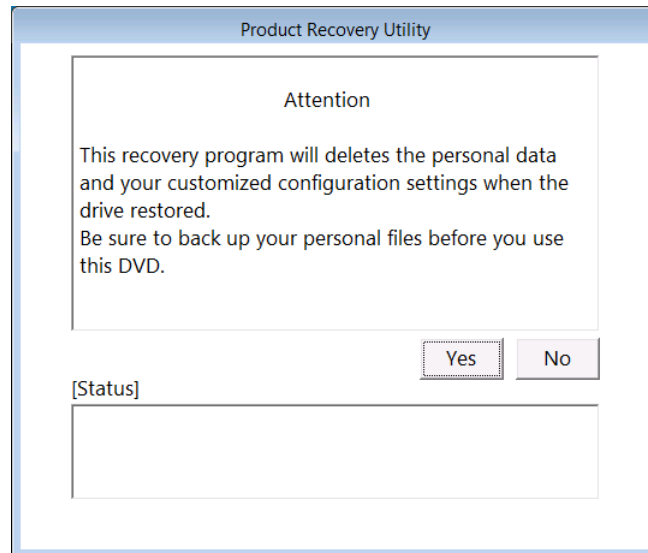 Product Recovery Utility
Attention
This recovery program will deletes the personal data
and your customized configuration settings when the
drive restored.
Be sure to back up your personal files before you use
this DVD.
Yes No
[Status]